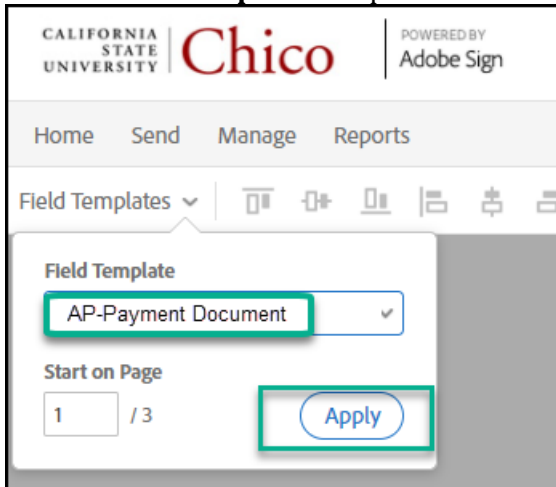 CALIFORNIA
STATE
UNIVERSITY
Chico
POWERED BY
Adobe Sign
Home Send Manage Reports
Field Templates
Field Template
AP-Payment Document
Start on Page
1 / 3 Apply